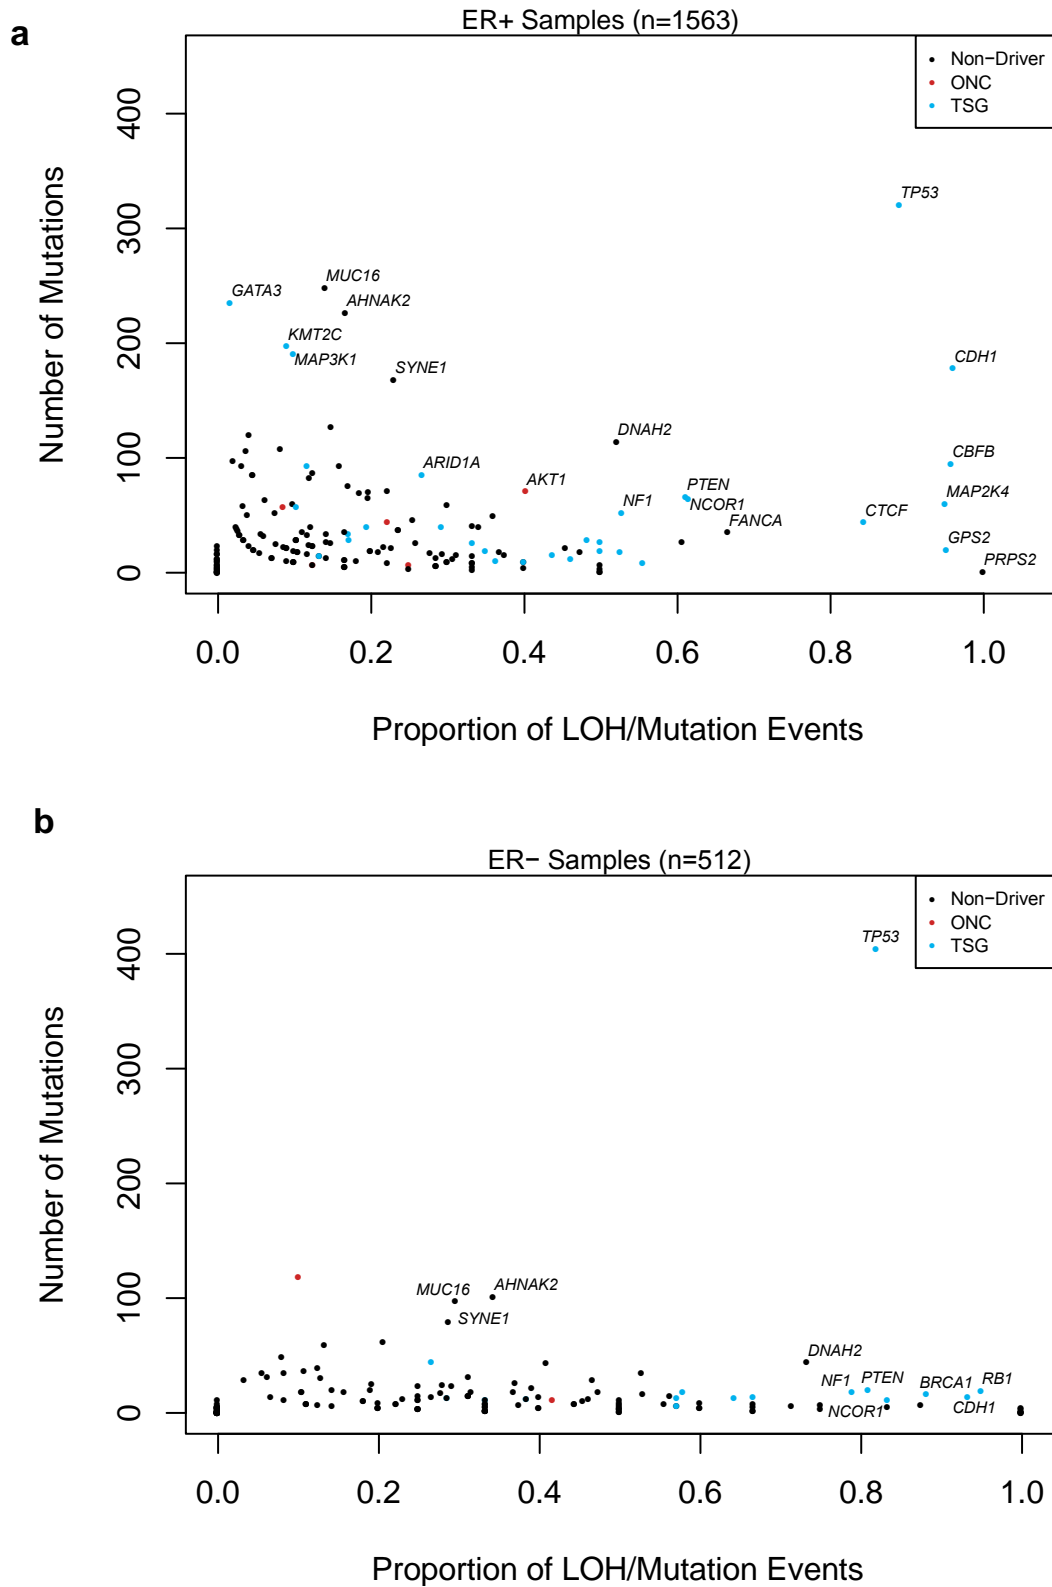 a
ER+ Samples (n=1563)
Non−Driver
ONC
TSG
400
300
200
100
0
Number of Mutations
TP53
MUC16
GATA3
AHNAK2
KMT2C
MAP3K1
SYNE1
CDH1
DNAH2
CBFB
ARID1A
AKT1
PTEN
NF1
NCOR1
MAP2K4
FANCA
CTCF
GPS2
PRPS2
0.0 0.2 0.4 0.6 0.8 1.0
Proportion of LOH/Mutation Events
b
ER− Samples (n=512)
Non−Driver
ONC
TSG
400
300
200
100
0
Number of Mutations
TP53
MUC16
AHNAK2
SYNE1
DNAH2
NF1
PTEN
BRCA1
RB1
NCOR1
CDH1
0.0 0.2 0.4 0.6 0.8 1.0
Proportion of LOH/Mutation Events